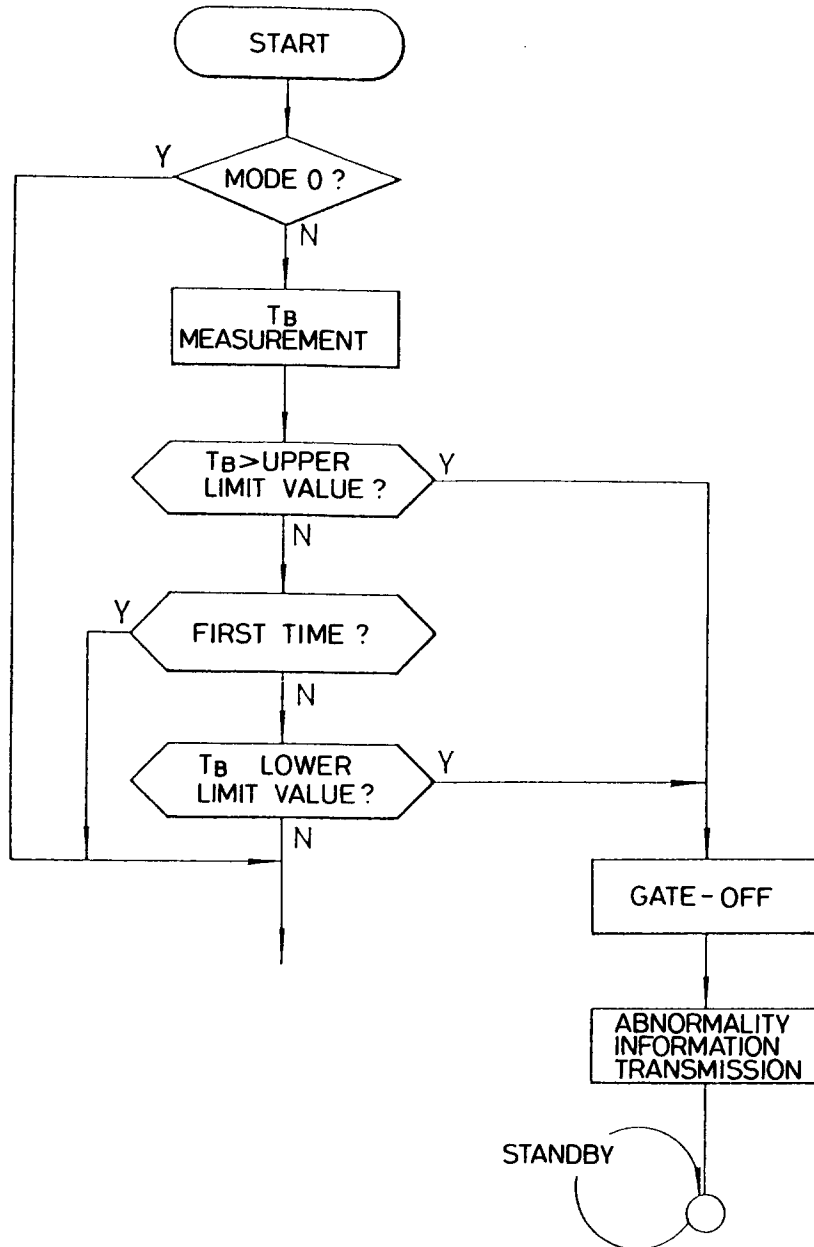 START
Y
MODE 0 ?
N
TB
MEASUREMENT
TB>UPPER
LIMIT VALUE ?
Y
N
Y
FIRST TIME ?
N
TB LOWER
LIMIT VALUE ?
Y
N
GATE-OFF
ABNORMALITY
INFORMATION
TRANSMISSION
STANDBY